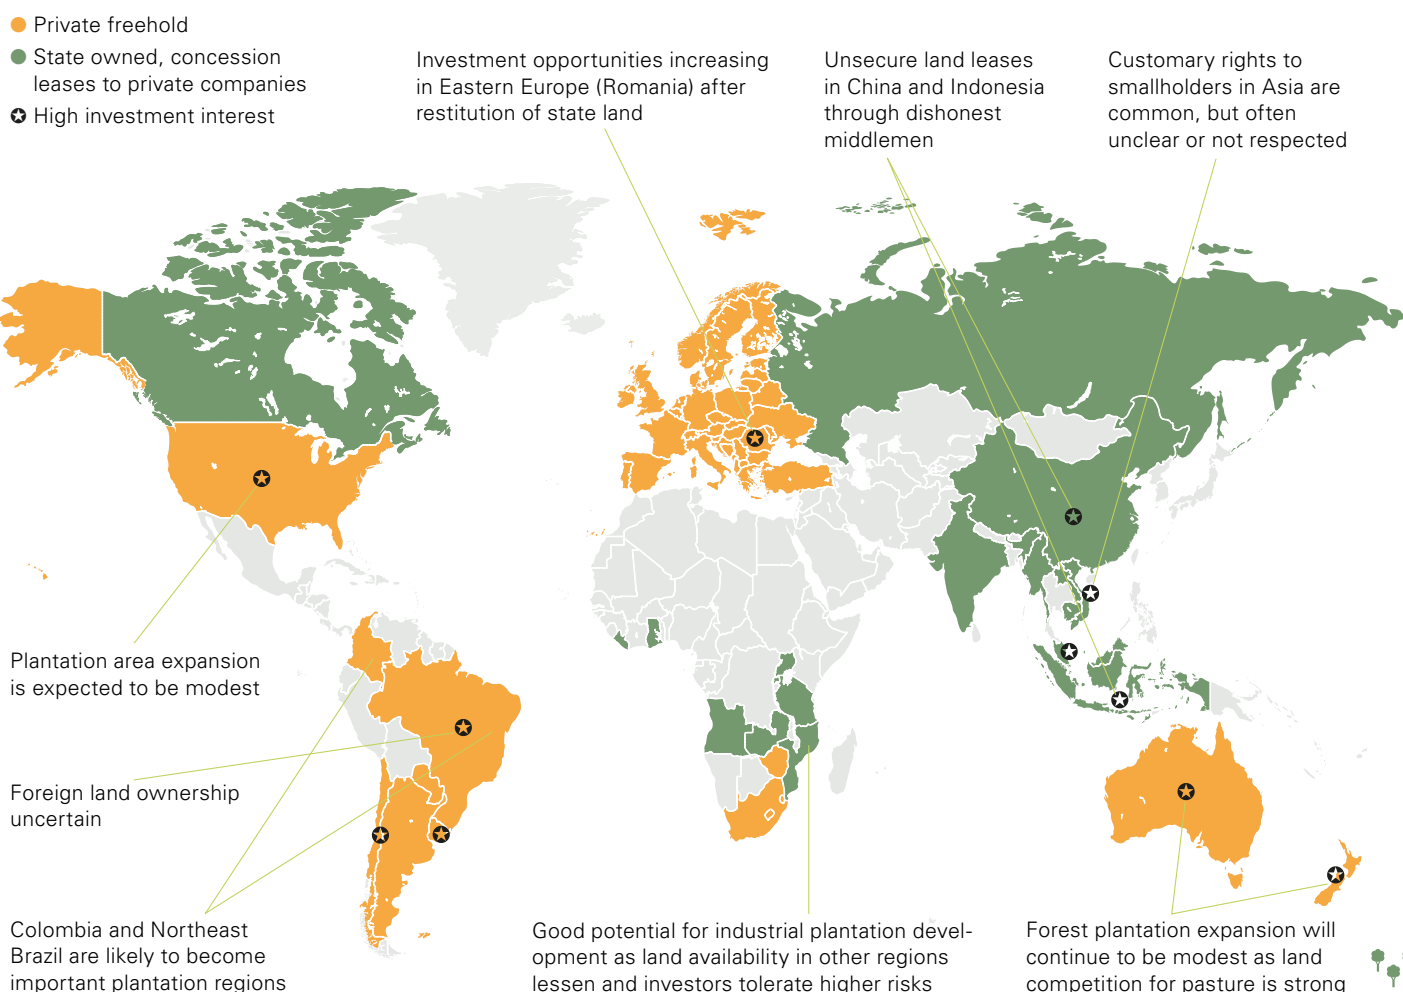 Private freehold
State owned, concession
leases to private companies
High investment interest
Investment opportunities increasing
in Eastern Europe (Romania) after
restitution of state land
Unsecure land leases
in China and Indonesia
through dishonest
middlemen
Customary rights to
smallholders in Asia are
common, but often
unclear or not respected
Plantation area expansion
is expected to be modest
Foreign land ownership
uncertain
Colombia and Northeast
Brazil are likely to become
important plantation regions
Good potential for industrial plantation devel-
opment as land availability in other regions
lessen and investors tolerate higher risks
Forest plantation expansion will
continue to be modest as land
competition for pasture is strong